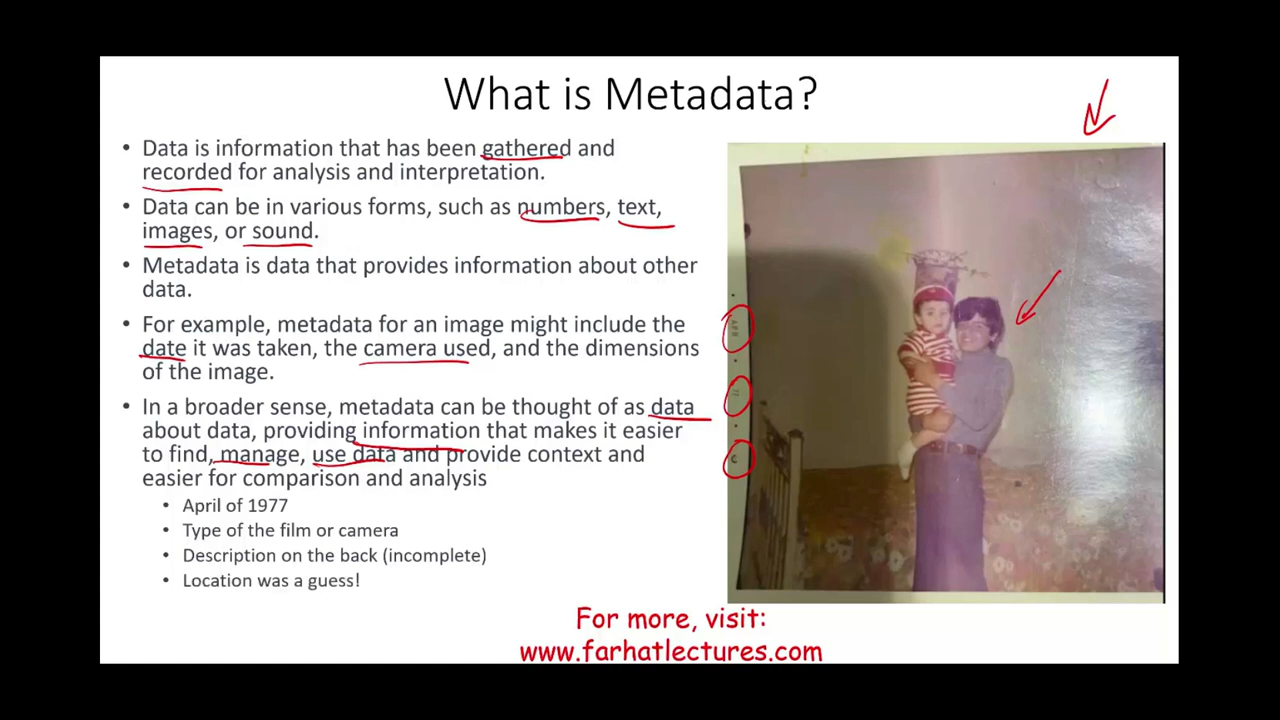 What is Metadata?
• Data is information that has been gathered and
recorded for analysis and interpretation.
• Data can be in various forms, such as numbers, text,
images, or sound.
• Metadata is data that provides information about other
data.
• For example, metadata for an image might include the
date it was taken, the camera used, and the dimensions
of the image.
• In a broader sense, metadata can be thought of as data
about data, providing information that makes it easier
to find, manage, use data and provide context and
easier for comparison and analysis
• April of 1977
• Type of the film or camera
• Description on the back (incomplete)
• Location was a guess!
APR
77
For more, visit:
www.farhatlectures.com